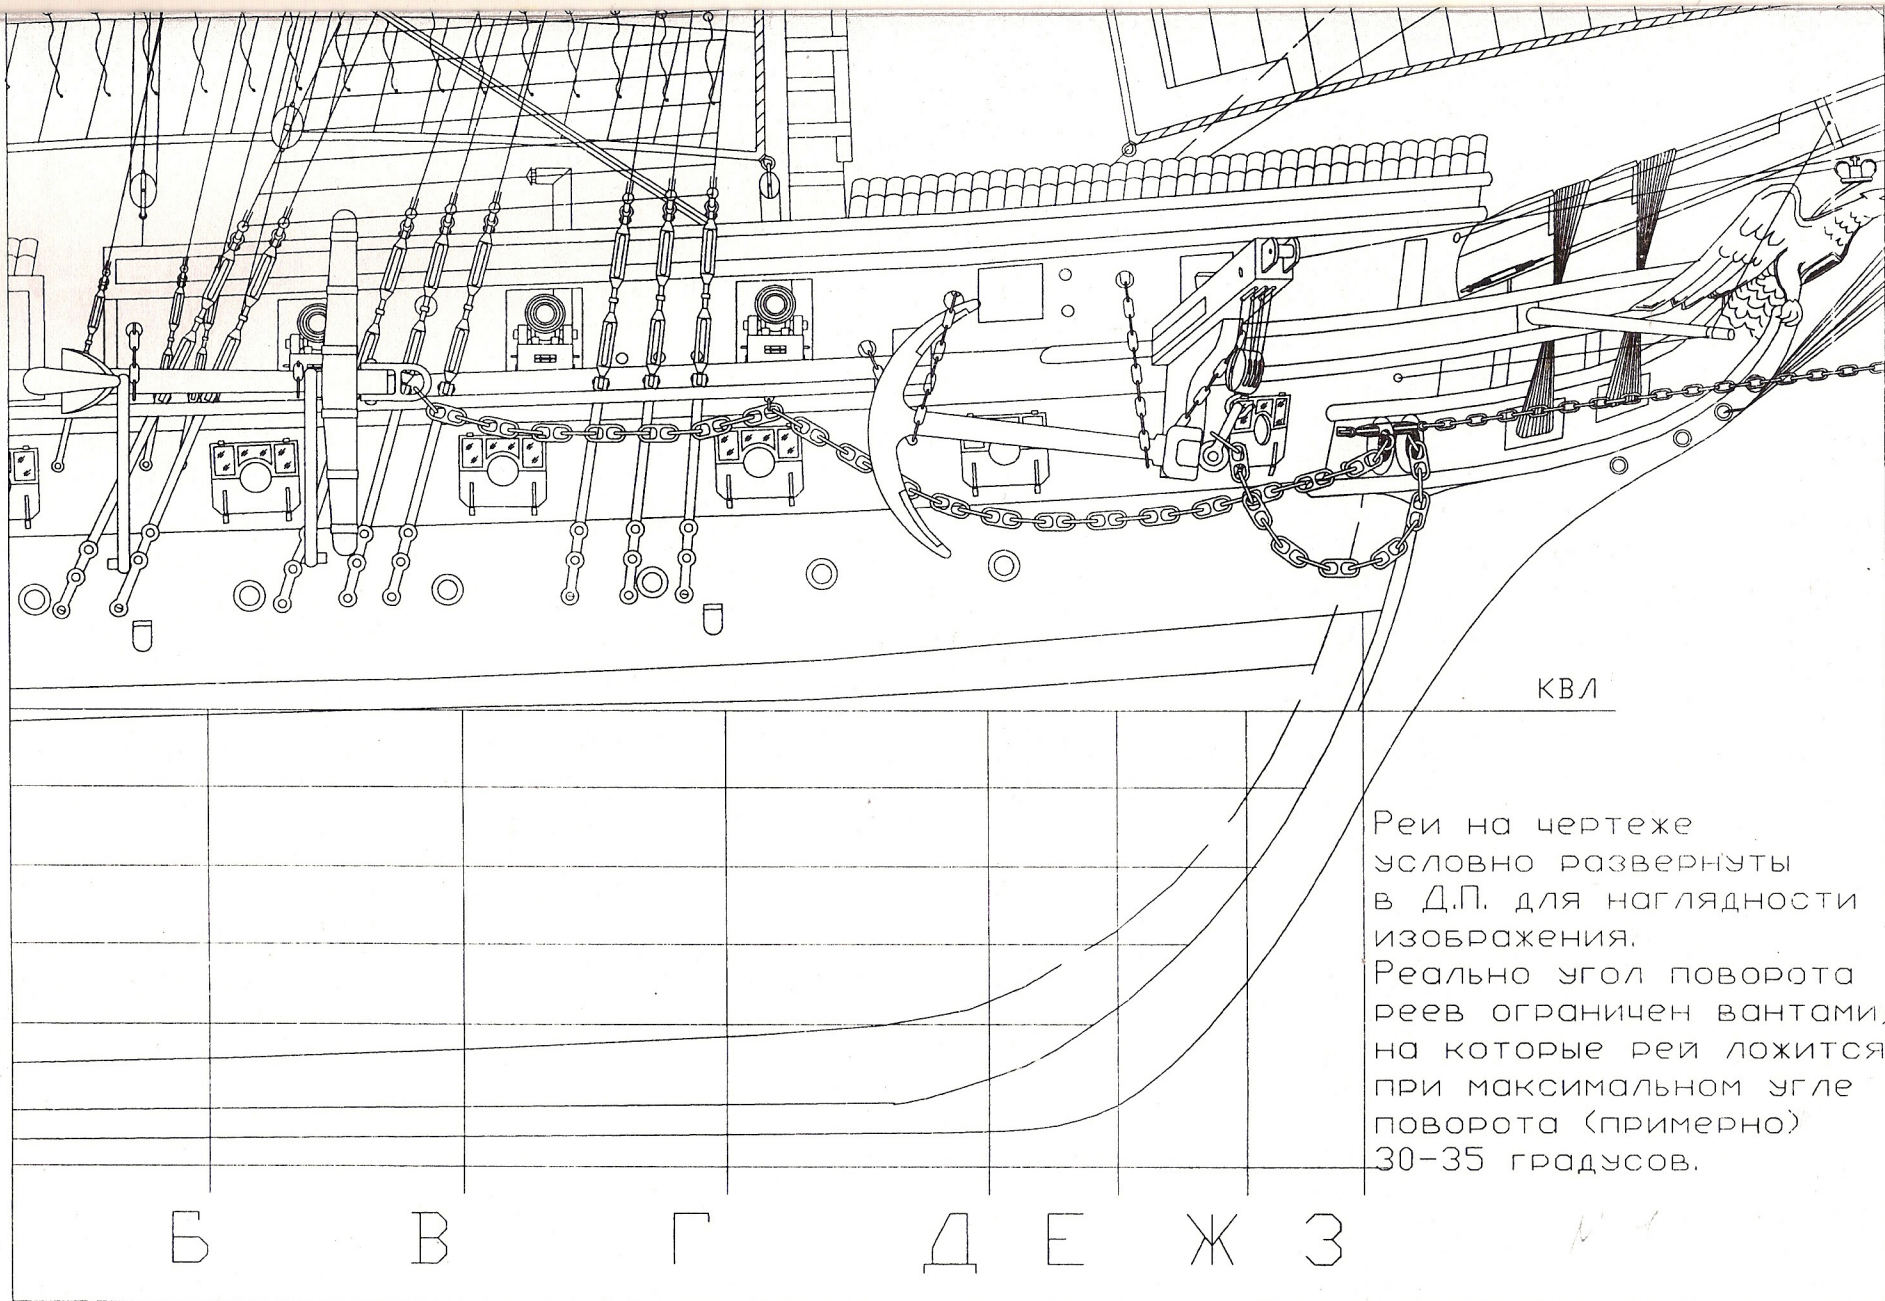 КВЛ
Реи на чертеже
условно развернуты
в Д.П. для наглядности
изображения.
Реально угол поворота
реев ограничен вантами,
на которые рей ложится
при максимальном угле
поворота (примерно)
30-35 градусов.
Б В Г Д Е Ж З